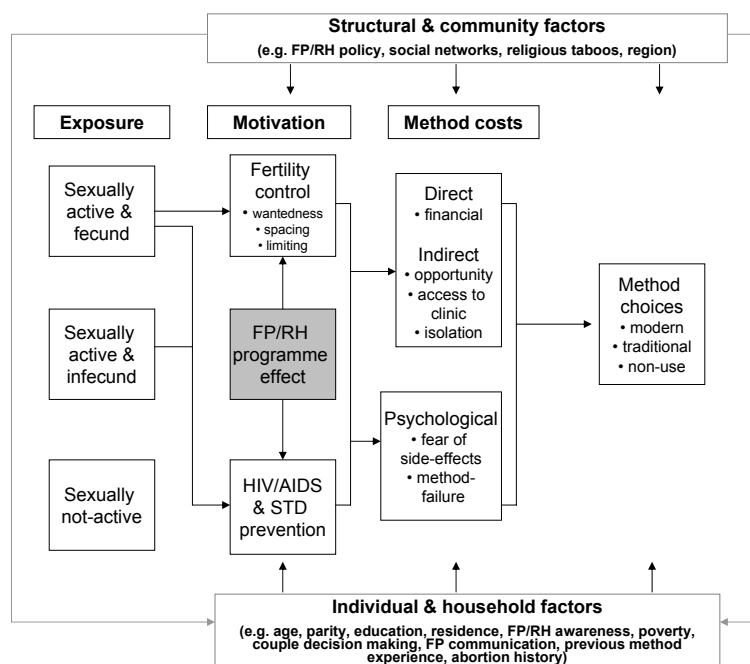 Structural & community factors
(e.g. FP/RH policy, social networks, religious taboos, region)
Exposure
Motivation
Method costs
Sexually
active &
fecund
Fertility
control
• wantedness
• spacing
• limiting
Direct
• financial
Indirect
• opportunity
• access to
clinic
• isolation
Sexually
active &
infecund
FP/RH
programme
effect
Method
choices
• modern
• traditional
• non-use
Psychological
• fear of
side-effects
• method-
failure
Sexually
not-active
HIV/AIDS
& STD
prevention
Individual & household factors
(e.g. age, parity, education, residence, FP/RH awareness, poverty,
couple decision making, FP communication, previous method
experience, abortion history)